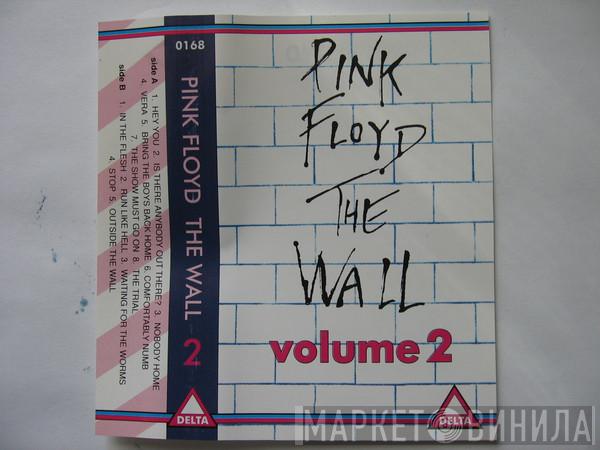 side A 1. HEY YOU 2. IS THERE ANYBODY OUT THERE? 3. NOBODY HOME
4. VERA 5. BRING THE BOYS BACK HOME 6. COMFORTABLY NUMB
7. THE SHOW MUST GO ON 8. THE TRIAL
side B 1. IN THE FLESH 2. RUN LIKE HELL 3. WAITING FOR THE WORMS
4. STOP 5. OUTSIDE THE WALL
0168
PINK FLOYD THE WALL 2
DELTA
PINK
FLOYD
THE
WALL
volume 2
DELTA
МАРКЕТ ВИНИЛА